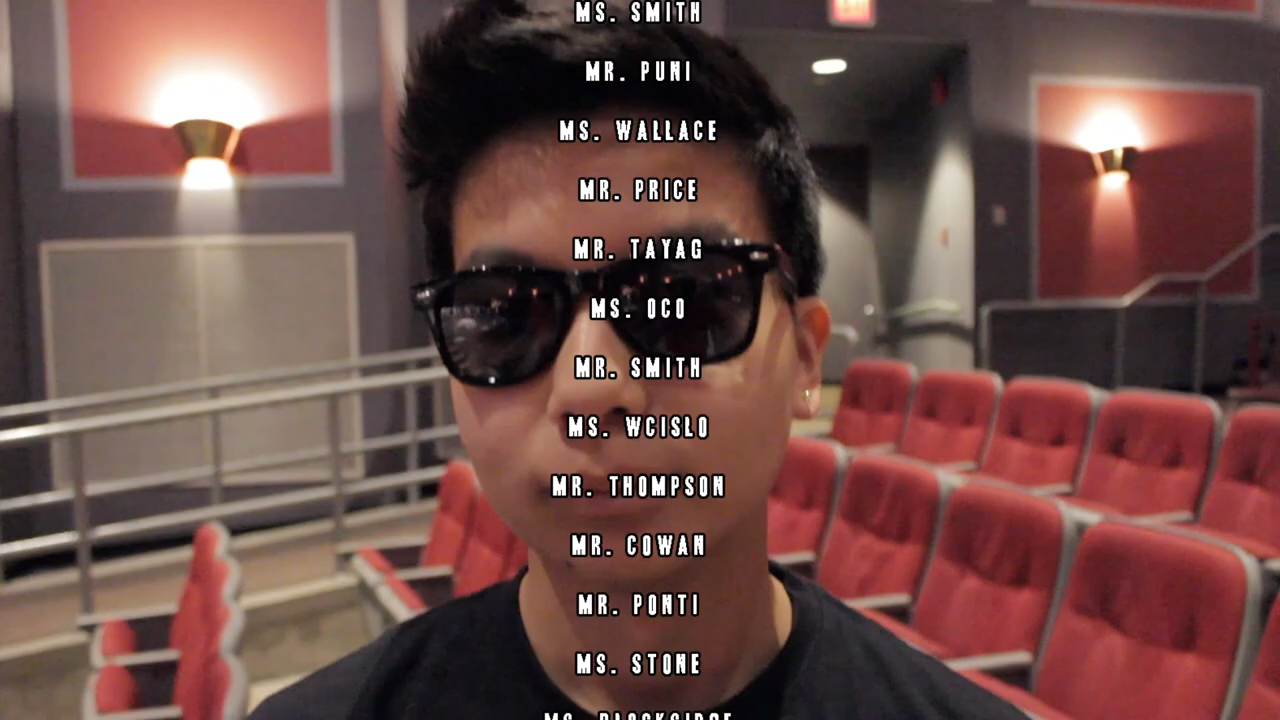 MS. SMITH
MR. PUNI
MS. WALLACE
MR. PRICE
MR. TAYAG
MS. OCO
MR. SMITH
MS. WCISLO
MR. THOMPSON
MR. COWAN
MR. PONTI
MS. STONE
MS.